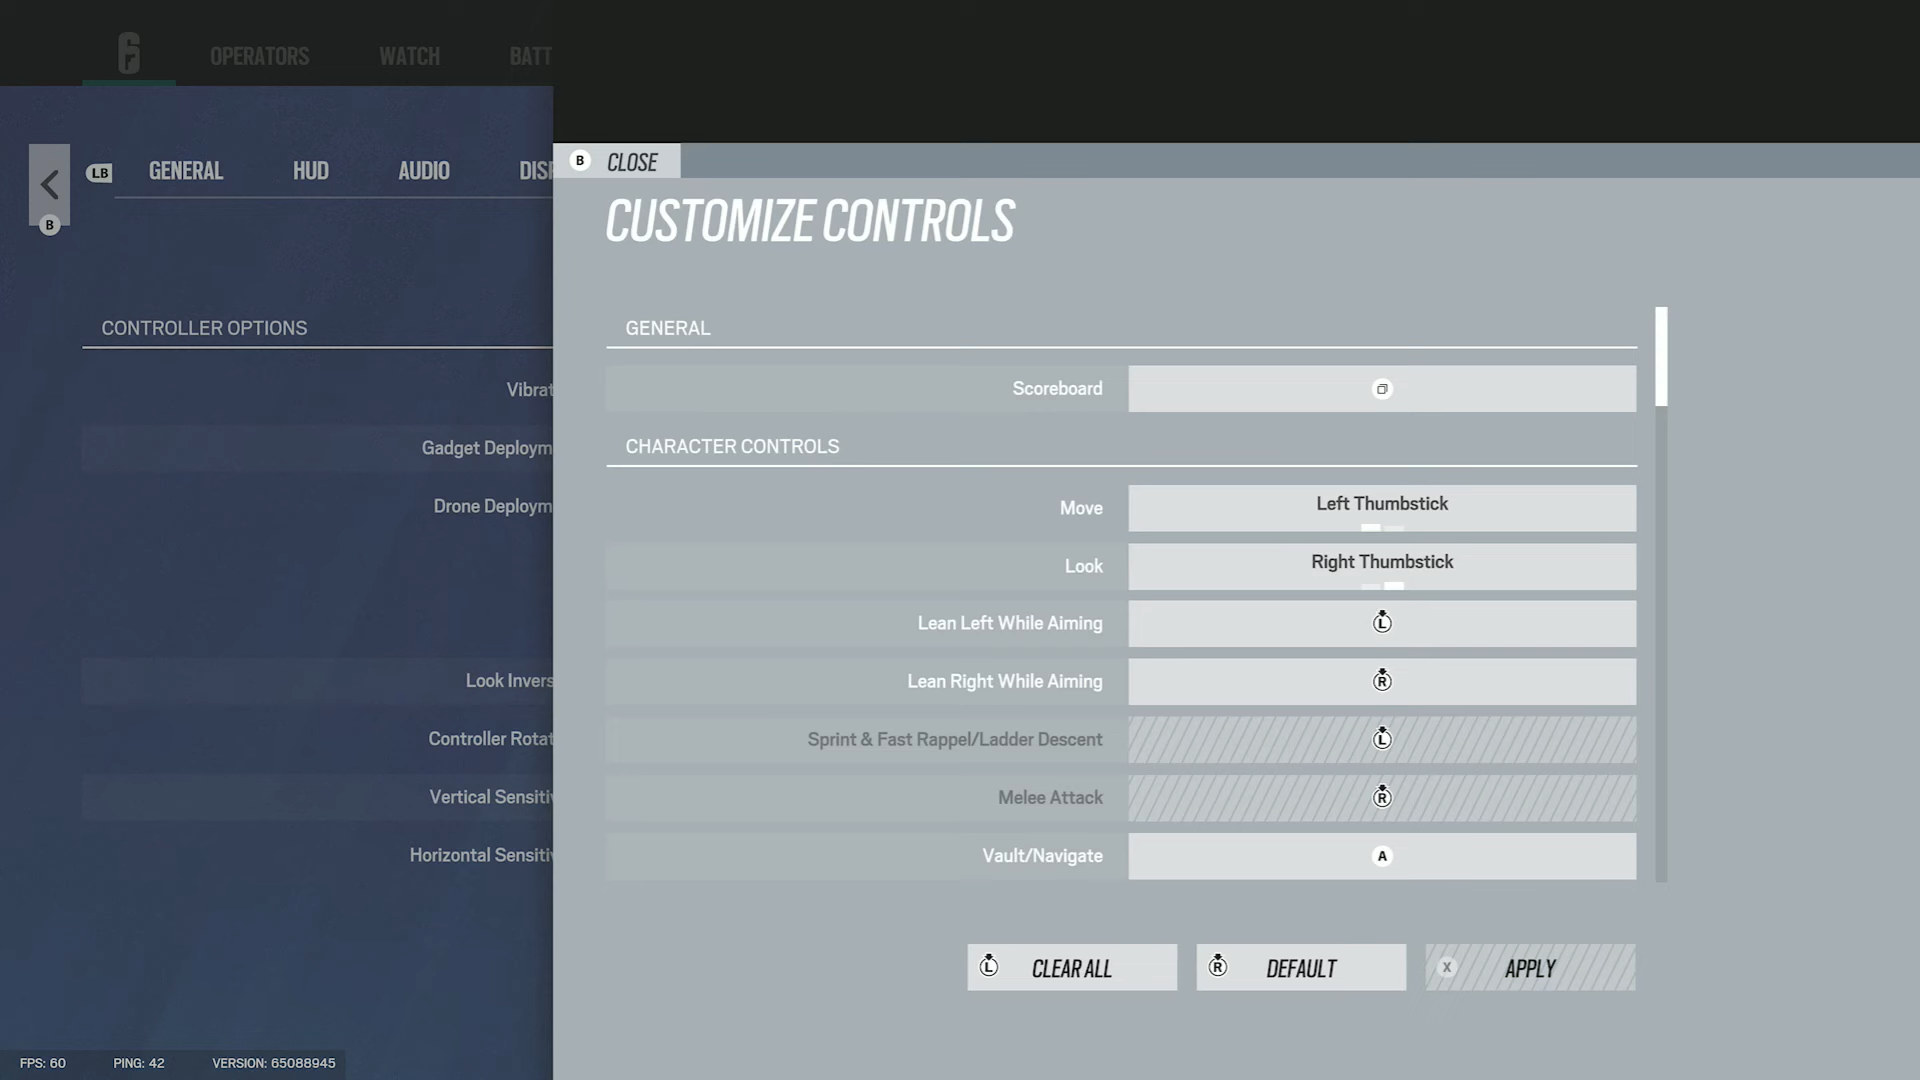 OPERATORS
WATCH
BATT
LB
GENERAL
HUD
AUDIO
DISP
B
CONTROLLER OPTIONS
Vibrat
Gadget Deploym
Drone Deploym
Look Invers
Controller Rotat
Vertical Sensitiv
Horizontal Sensitiv
B CLOSE
CUSTOMIZE CONTROLS
GENERAL
Scoreboard
CHARACTER CONTROLS
Move Left Thumbstick
Look Right Thumbstick
Lean Left While Aiming L
Lean Right While Aiming R
Sprint & Fast Rappel/Ladder Descent L
Melee Attack R
Vault/Navigate A
L CLEAR ALL
R DEFAULT
X APPLY
FPS: 60
PING: 42
VERSION: 65088945